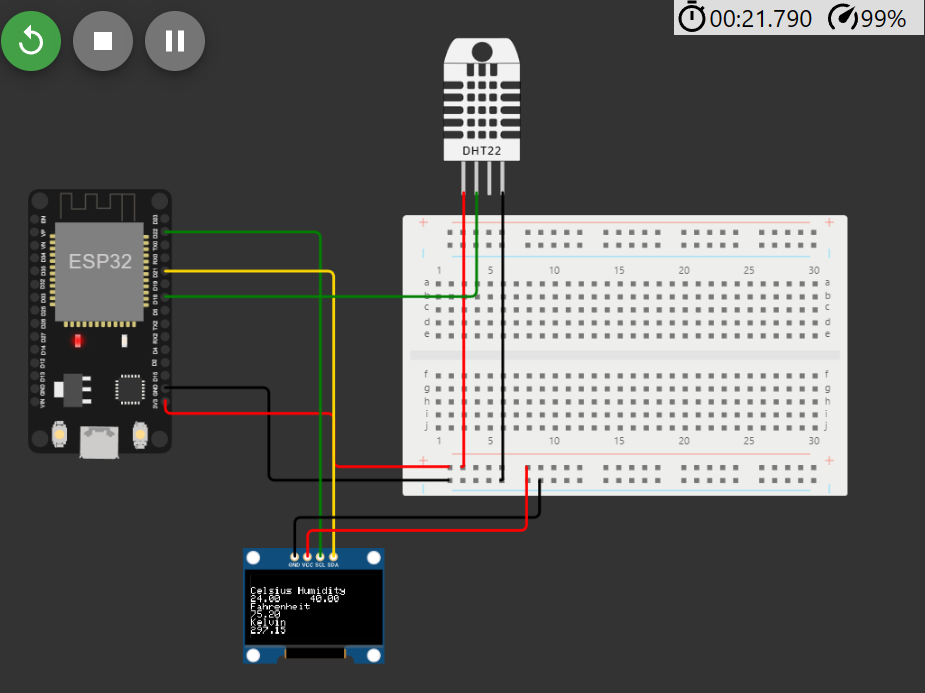 00:21.790 99%
DHT22
ESP32
EN
VP
VN
D34
D35
D32
D33
D25
D26
D27
D14
D12
D13
GND
VIN
D23
D22
TX0
RX0
D21
D19
D18
D5
TX2
RX2
D4
D2
D15
GND
3V3
+ +
1 5 10 15 20 25 30
a a
b b
c c
d d
e e
f f
g g
h h
i i
j j
1 5 10 15 20 25 30
+ +
GND VCC SCL SDA
Celsius Humidity
24.00 40.00
Fahrenheit
75.20
Kelvin
297.15